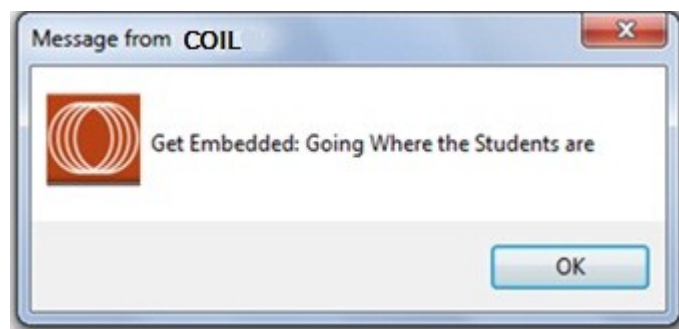 Message from COIL
Get Embedded: Going Where the Students are
OK